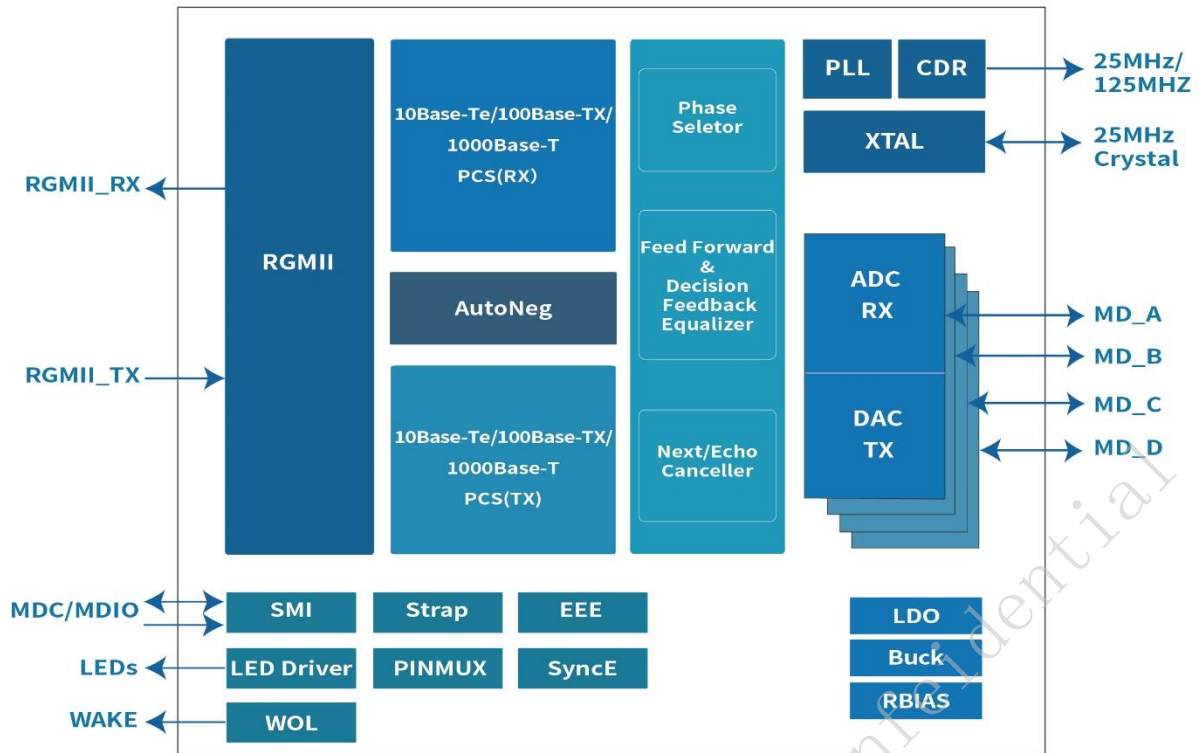 RGMII_RX
RGMII_TX
RGMII
10Base-Te/100Base-TX/
1000Base-T
PCS(RX)
AutoNeg
10Base-Te/100Base-TX/
1000Base-T
PCS(TX)
Phase
Seletor
Feed Forward
&
Decision
Feedback
Equalizer
Next/Echo
Canceller
PLL
CDR
25MHz/
125MHZ
XTAL
25MHz
Crystal
ADC
RX
DAC
TX
MD_A
MD_B
MD_C
MD_D
MDC/MDIO
SMI
Strap
EEE
LEDs
LED Driver
PINMUX
SyncE
WAKE
WOL
LDO
Buck
RBIAS
nfeidential